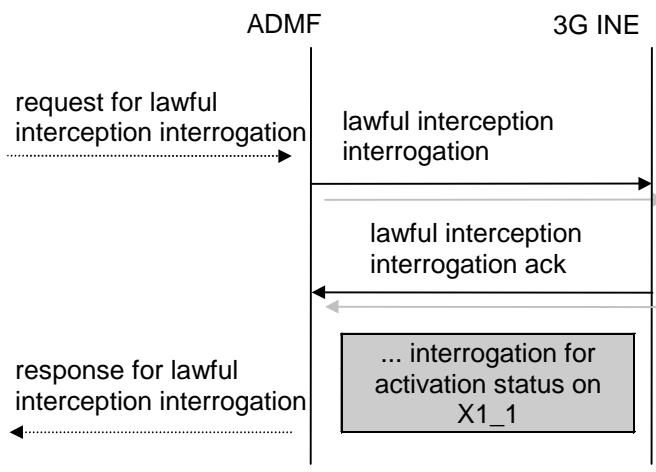 ADMF
3G INE
request for lawful
interception interrogation
lawful interception
interrogation
lawful interception
interrogation ack
... interrogation for
activation status on
X1_1
response for lawful
interception interrogation